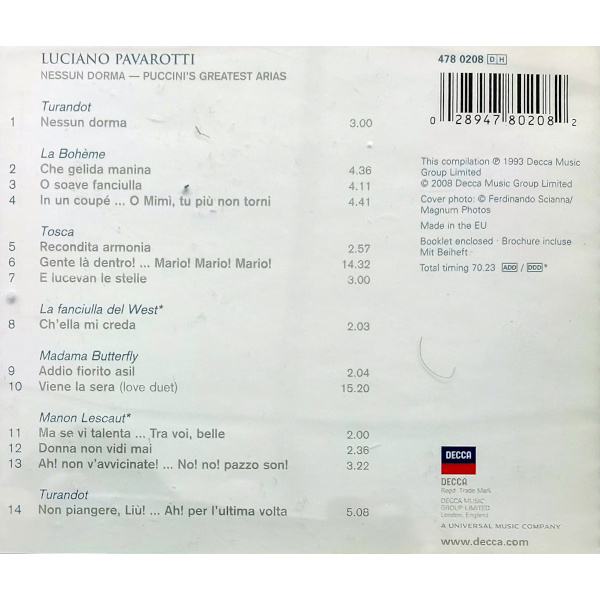 LUCIANO PAVAROTTI
NESSUN DORMA — PUCCINI'S GREATEST ARIAS
Turandot
1 Nessun dorma 3.00
La Bohème
2 Che gelida manina 4.36
3 O soave fanciulla 4.11
4 In un coupé ... O Mimì, tu più non torni 4.41
Tosca
5 Recondita armonia 2.57
6 Gente là dentro! ... Mario! Mario! Mario! 14.32
7 E lucevan le stelle 3.00
La fanciulla del West*
8 Ch'ella mi creda 2.03
Madama Butterfly
9 Addio fiorito asil 2.04
10 Viene la sera (love duet) 15.20
Manon Lescaut*
11 Ma se vi talenta ... Tra voi, belle 2.00
12 Donna non vidi mai 2.36
13 Ah! non v'avvicinate! ... No! no! pazzo son! 3.22
Turandot
14 Non piangere, Liù! ... Ah! per l'ultima volta 5.08
478 0208 DH
0 28947 80208 2
This compilation ℗ 1993 Decca Music
Group Limited
© 2008 Decca Music Group Limited
Cover photo: © Ferdinando Scianna/
Magnum Photos
Made in the EU
Booklet enclosed · Brochure incluse
Mit Beiheft
Total timing 70.23 ADD / DDD*
DECCA
DECCA
Regd. Trade Mark
DECCA MUSIC
GROUP LIMITED
London, England
A UNIVERSAL MUSIC COMPANY
www.decca.com